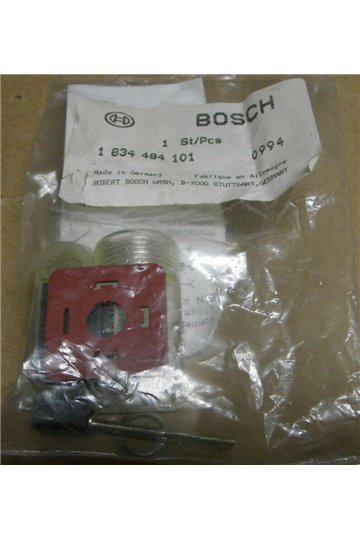 BOSCH
1 St/Pcs
1 834 484 101
0994
Made in Germany Fabrique en Allemagne
ROBERT BOSCH GMBH, D-7000 STUTTGART, GERMANY